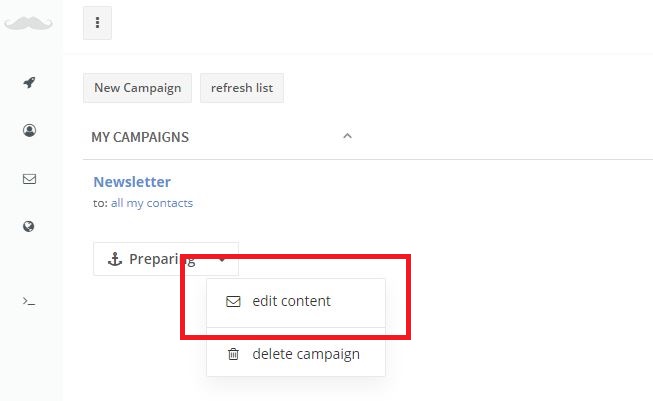 New Campaign refresh list
MY CAMPAIGNS
Newsletter
to: all my contacts
Preparing
edit content
delete campaign